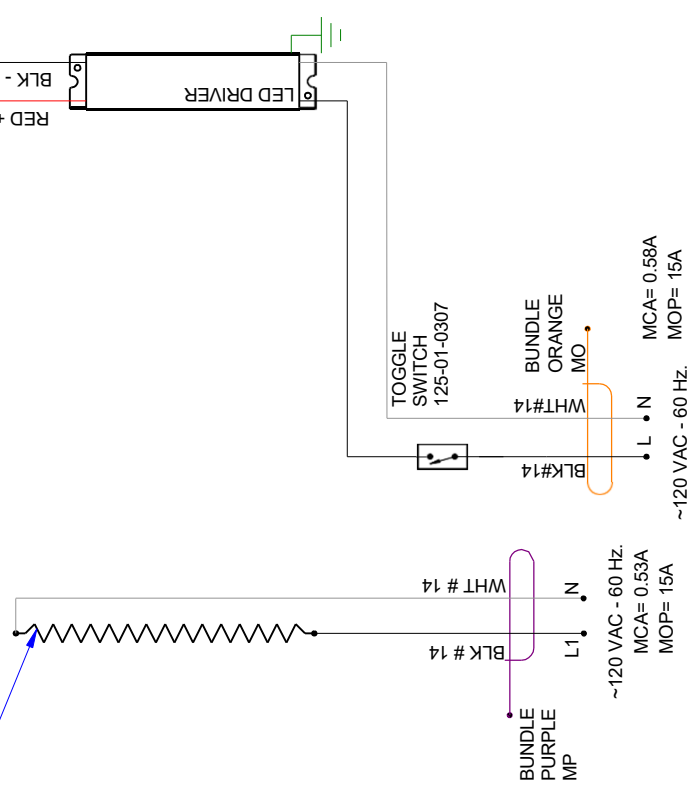 BLK -
RED +
LED DRIVER
TOGGLE
SWITCH
125-01-0307
BUNDLE
ORANGE
MO
WHT#14
BLK#14
L
N
~120 VAC - 60 Hz.
MCA= 0.58A
MOP= 15A
WHT # 14
BLK # 14
L1
N
~120 VAC - 60 Hz.
MCA= 0.53A
MOP= 15A
BUNDLE
PURPLE
MP